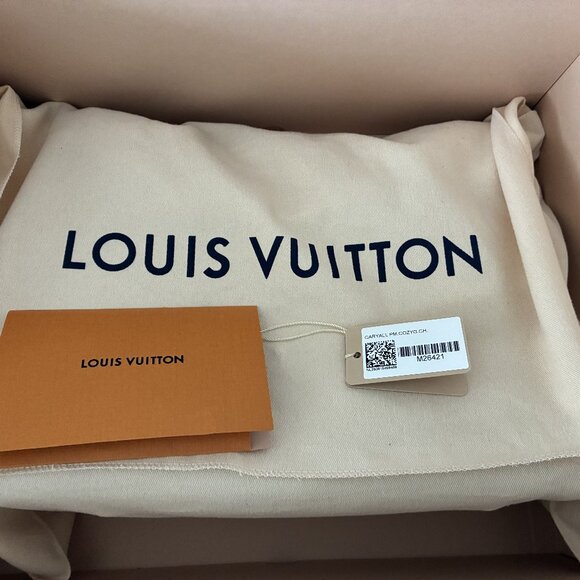 LOUIS VUITTON
LOUIS VUITTON
CARYALL PM.COZYO.CH.
M26421